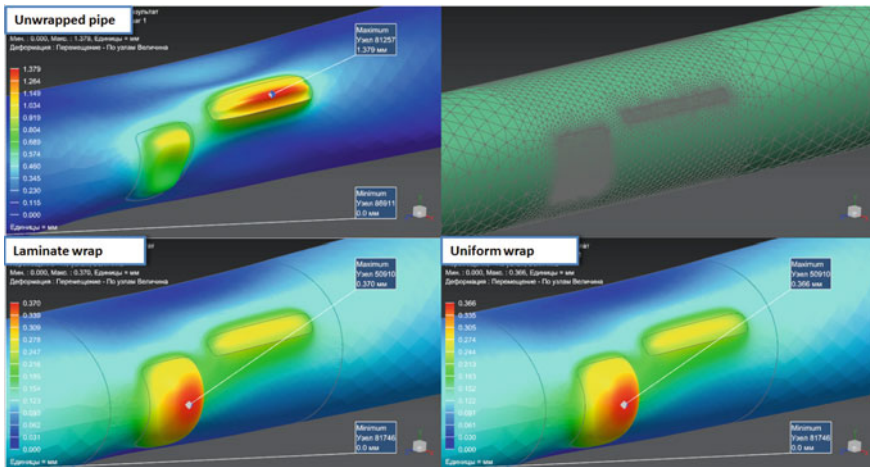 Unwrapped pipe
Мин. : 0.000, Макс. : 1.379, Единицы = мм
Деформация : Перемещение - По узлам Величина
Maximum
Узел 81257
1.379 мм
1.379
1.264
1.149
1.034
0.919
0.804
0.689
0.574
0.460
0.345
0.230
0.115
0.000
Единицы = мм
Minimum
Узел 86911
0.0 мм
Laminate wrap
Мин. : 0.000, Макс. : 0.370, Единицы = мм
Деформация : Перемещение - По узлам Величина
Maximum
Узел 50910
0.370 мм
0.370
0.339
0.309
0.278
0.247
0.216
0.185
0.154
0.123
0.062
0.031
0.000
Единицы = мм
Minimum
Узел 81746
0.0 мм
Uniform wrap
Мин. : 0.000, Макс. : 0.366, Единицы = мм
Деформация : Перемещение - По узлам Величина
Maximum
Узел 50910
0.366 мм
0.366
0.335
0.305
0.274
0.244
0.213
0.183
0.152
0.122
0.061
0.030
0.000
Единицы = мм
Minimum
Узел 81746
0.0 мм